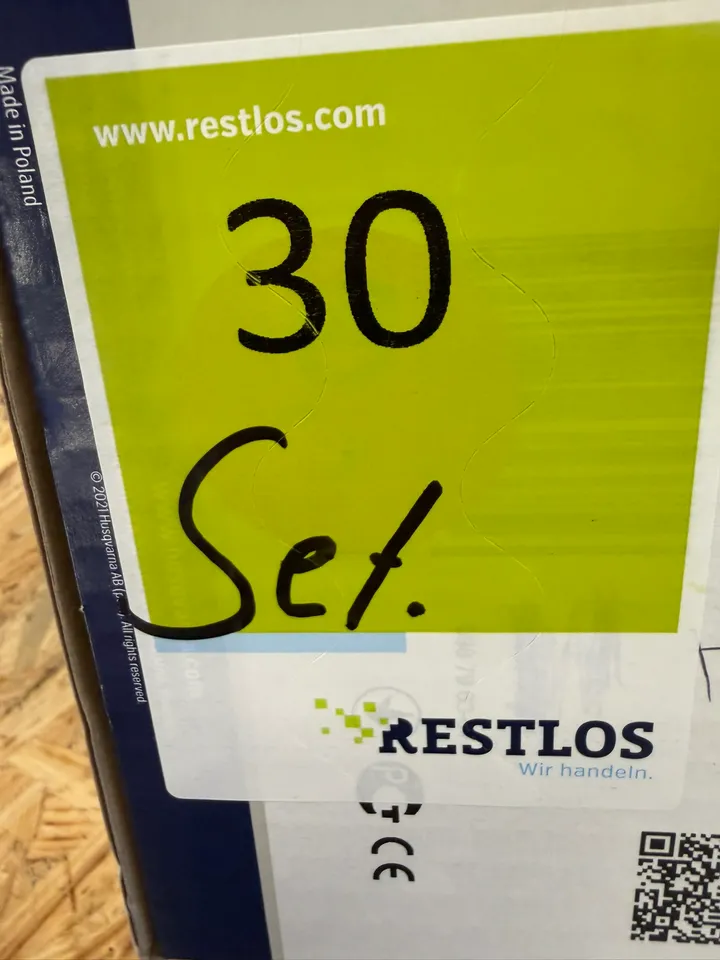 Made in Poland
www.restlos.com
30
Set.
© 2021 Husqvarna AB
All rights reserved.
RESTLOS
Wir handeln.
CE